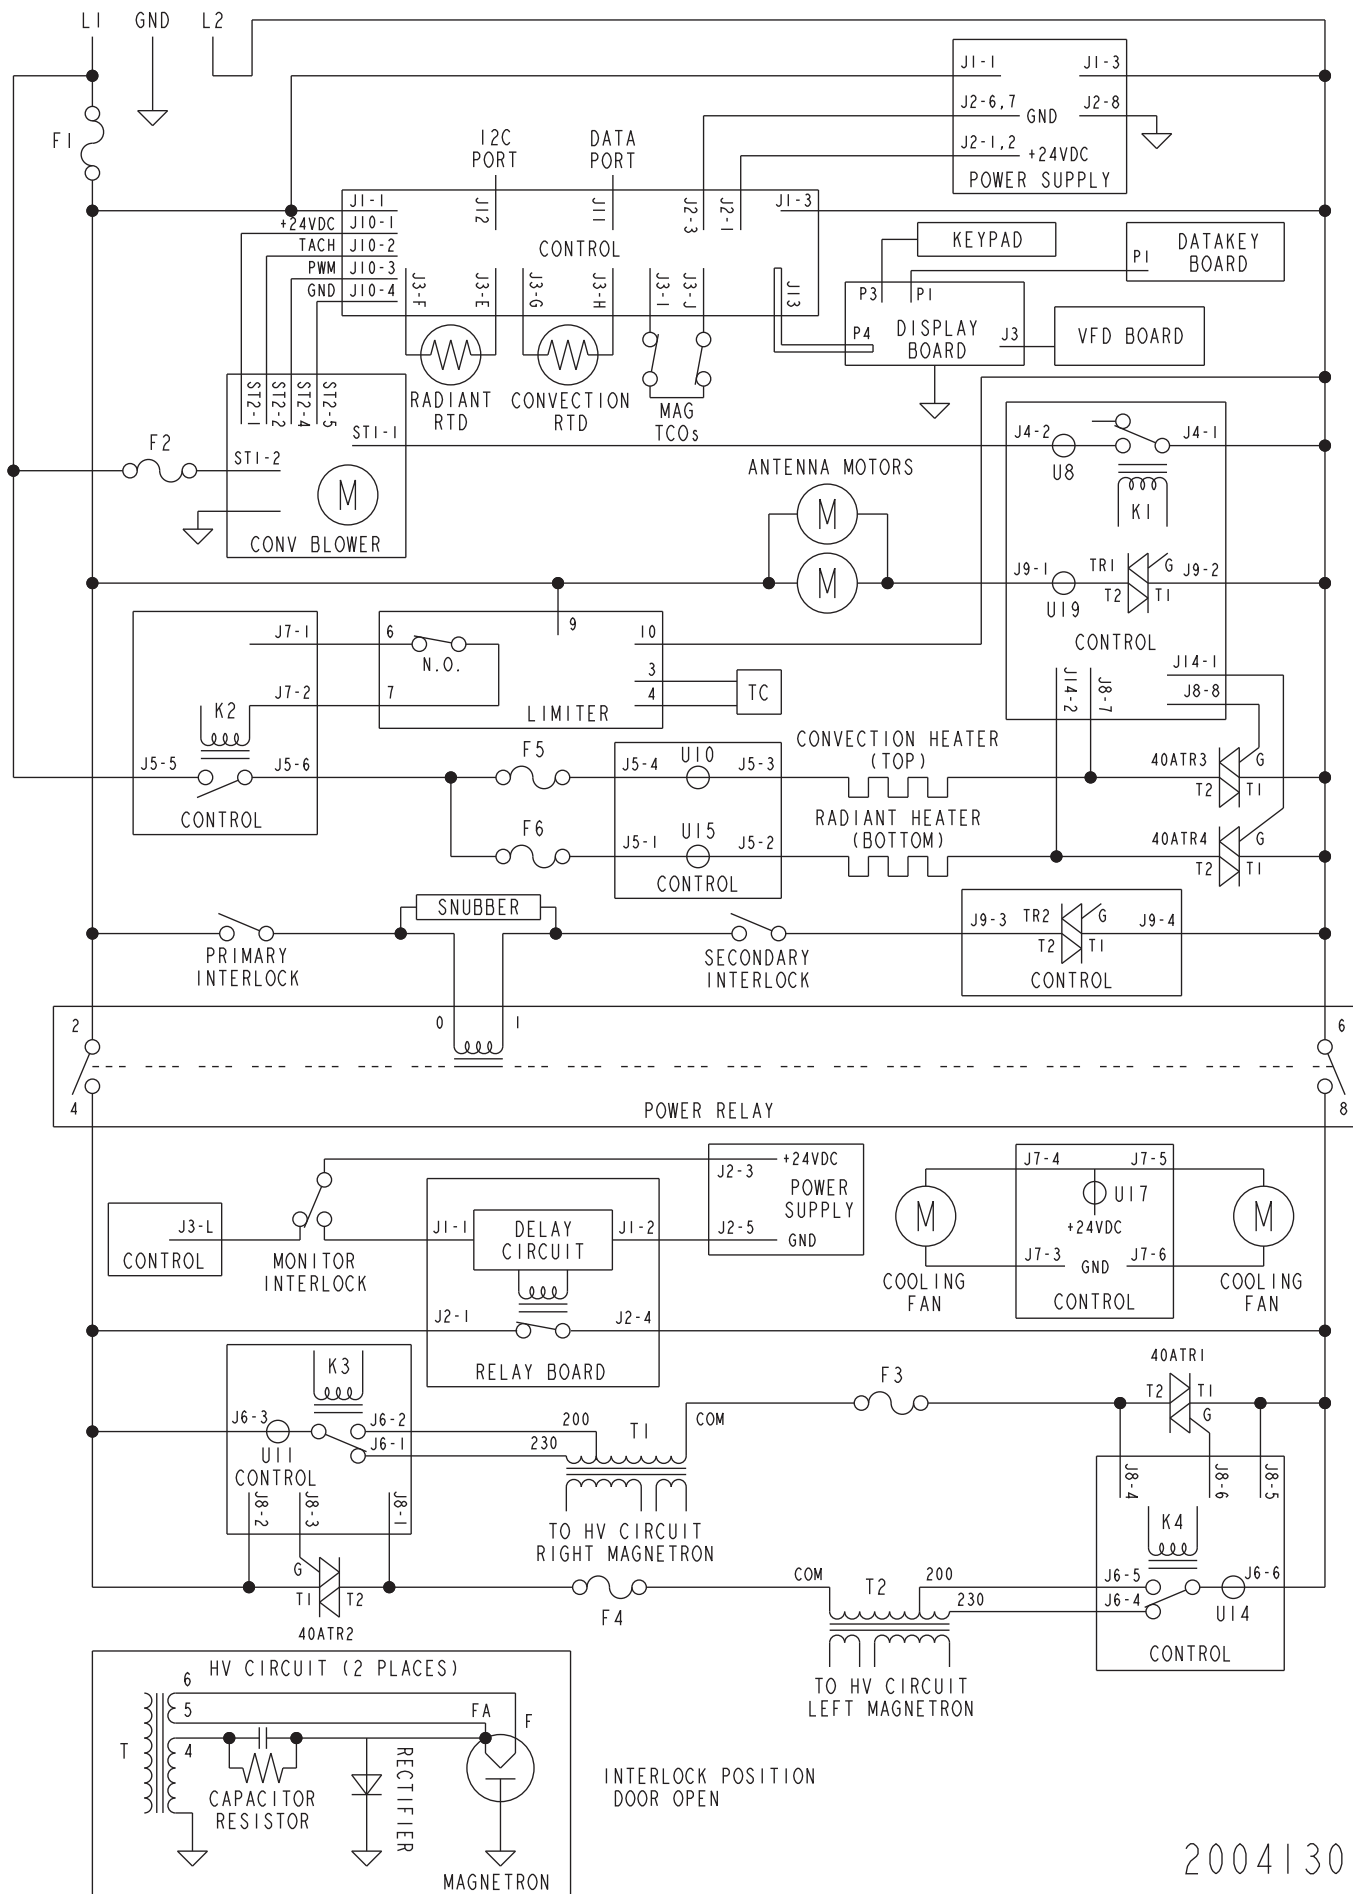 L1 GND L2
J1-1 J1-3
J2-6,7 GND J2-8
J2-1,2 +24VDC
POWER SUPPLY
F1
I2C
PORT
DATA
PORT
J1-1 J12 J11 J2-3 J2-1 J1-3
+24VDC J10-1
TACH J10-2
PWM J10-3
GND J10-4
CONTROL
J3-F J3-E J3-G J3-H J3-I J3-J J13
KEYPAD
DATAKEY
BOARD
P1
P3 P1
P4 DISPLAY
BOARD
J3
VFD BOARD
RADIANT
RTD
CONVECTION
RTD
MAG
TCOs
ST2-1 ST2-2 ST2-4 ST2-5
ST1-1
F2
ST1-2
M
CONV BLOWER
ANTENNA MOTORS
M
M
J4-2 J4-1
U8
K1
J9-1 TR1 G J9-2
U19 T2 T1
CONTROL
J14-1
J14-2 J8-7 J8-8
J7-1
J7-2
K2
J5-5 J5-6
CONTROL
6 9 10
N.O.
3
7 4
LIMITER
TC
F5
F6
J5-4 U10 J5-3
J5-1 U15 J5-2
CONTROL
CONVECTION HEATER
(TOP)
RADIANT HEATER
(BOTTOM)
40ATR3 G
T2 T1
40ATR4 G
T2 T1
SNUBBER
PRIMARY
INTERLOCK
SECONDARY
INTERLOCK
J9-3 TR2 G J9-4
T2 T1
CONTROL
2 0 1 6
4 8
POWER RELAY
J3-L
CONTROL
MONITOR
INTERLOCK
J1-1 DELAY
CIRCUIT
J1-2
J2-1 J2-4
RELAY BOARD
+24VDC
J2-3
POWER
SUPPLY
J2-5 GND
M
COOLING
FAN
J7-4 J7-5
U17
+24VDC
J7-3 GND J7-6
CONTROL
M
COOLING
FAN
K3
J6-3 J6-2
J6-1
U11
CONTROL
J8-2 J8-3 J8-1
G
T1 T2
40ATR2
200 T1 COM
230
TO HV CIRCUIT
RIGHT MAGNETRON
F3
40ATR1
T2 T1
G
J8-4 J8-6 J8-5
K4
J6-5 J6-6
J6-4
U14
CONTROL
F4
COM T2 200
230
TO HV CIRCUIT
LEFT MAGNETRON
HV CIRCUIT (2 PLACES)
6
5
4
T
FA F
CAPACITOR
RESISTOR
RECTIFIER
MAGNETRON
INTERLOCK POSITION
DOOR OPEN
2004130